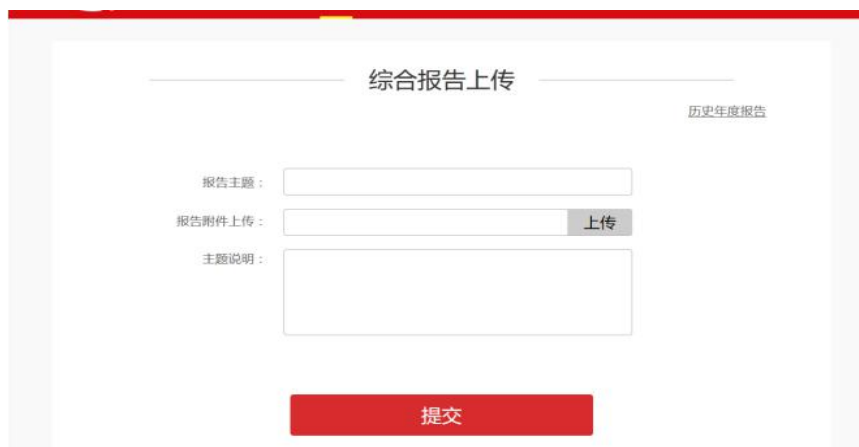 综合报告上传
历史年度报告
报告主题：
报告附件上传：
上传
主题说明：
提交